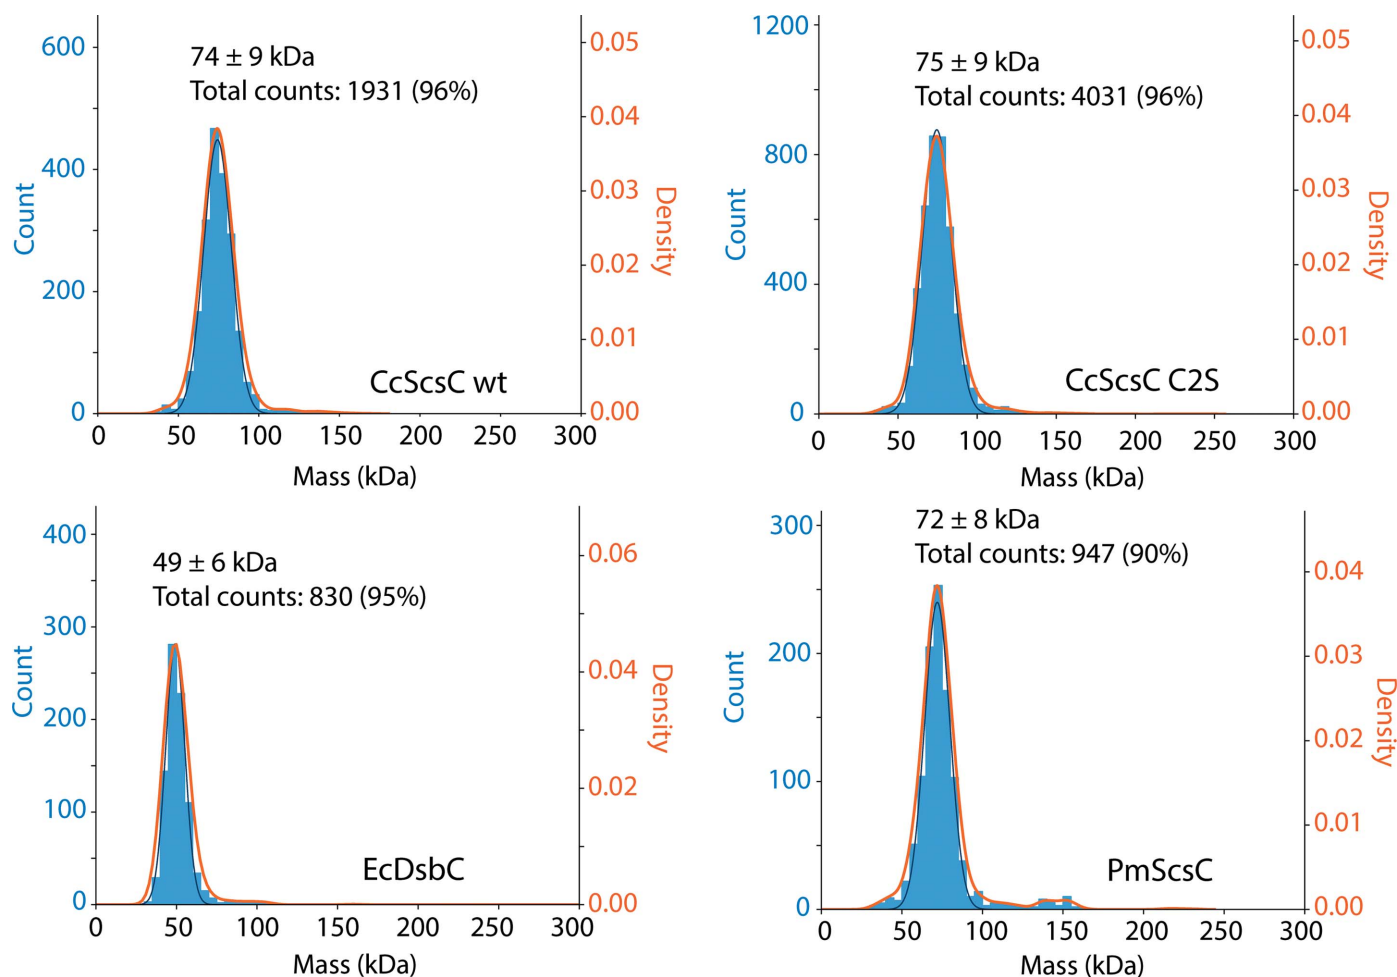 600
400
200
0
Count
74 ± 9 kDa
Total counts: 1931 (96%)
CcScsC wt
0.05
0.04
0.03
0.02
0.01
0.00
Density
0 50 100 150 200 250 300
Mass (kDa)
1200
800
400
0
Count
75 ± 9 kDa
Total counts: 4031 (96%)
CcScsC C2S
0.05
0.04
0.03
0.02
0.01
0.00
Density
0 50 100 150 200 250 300
Mass (kDa)
400
300
200
100
0
Count
49 ± 6 kDa
Total counts: 830 (95%)
EcDsbC
0.06
0.04
0.02
0.00
Density
0 50 100 150 200 250 300
Mass (kDa)
300
200
100
0
Count
72 ± 8 kDa
Total counts: 947 (90%)
PmScsC
0.04
0.03
0.02
0.01
0.00
Density
0 50 100 150 200 250 300
Mass (kDa)